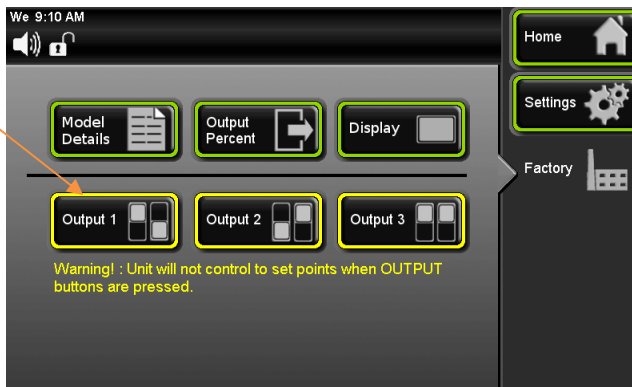 We 9:10 AM
Home
Settings
Factory
Model
Details
Output
Percent
Display
Output 1
Output 2
Output 3
Warning! : Unit will not control to set points when OUTPUT
buttons are pressed.